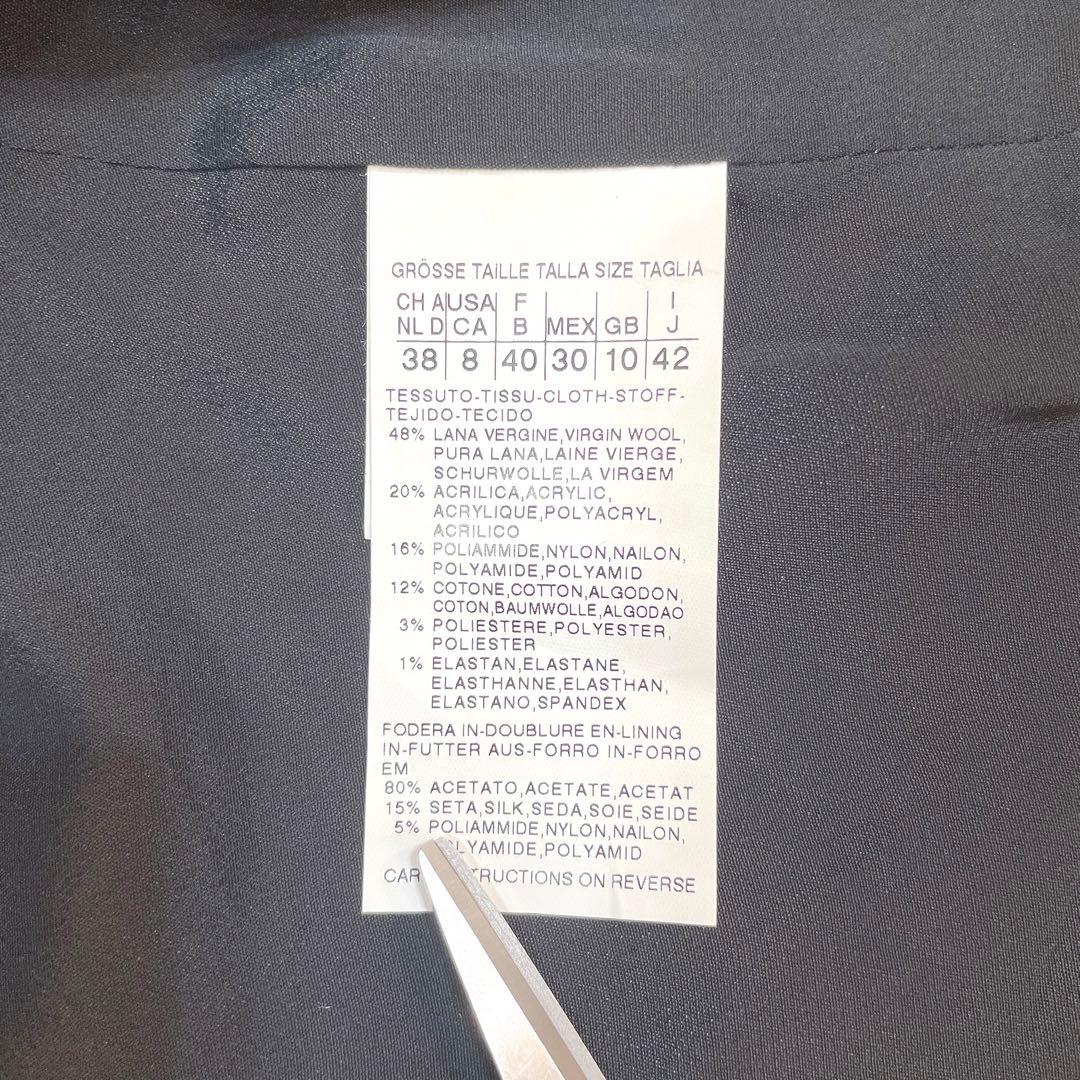 GRÖSSE TAILLE TALLA SIZE TAGLIA
CH A USA F I
NL D CA B MEX GB J
38 8 40 30 10 42
TESSUTO-TISSU-CLOTH-STOFF-
TEJIDO-TECIDO
48% LANA VERGINE,VIRGIN WOOL,
PURA LANA,LAINE VIERGE,
SCHURWOLLE,LA VIRGEM
20% ACRILICA,ACRYLIC,
ACRYLIQUE,POLYACRYL,
ACRILICO
16% POLIAMMIDE,NYLON,NAILON,
POLYAMIDE,POLYAMID
12% COTONE,COTTON,ALGODON,
COTON,BAUMWOLLE,ALGODAO
3% POLIESTERE,POLYESTER,
POLIESTER
1% ELASTAN,ELASTANE,
ELASTHANNE,ELASTHAN,
ELASTANO,SPANDEX
FODERA IN-DOUBLURE EN-LINING
IN-FUTTER AUS-FORRO IN-FORRO
EM
80% ACETATO,ACETATE,ACETAT
15% SETA,SILK,SEDA,SOIE,SEIDE
5% POLIAMMIDE,NYLON,NAILON,
LYAMIDE,POLYAMID
CAR TRUCTIONS ON REVERSE